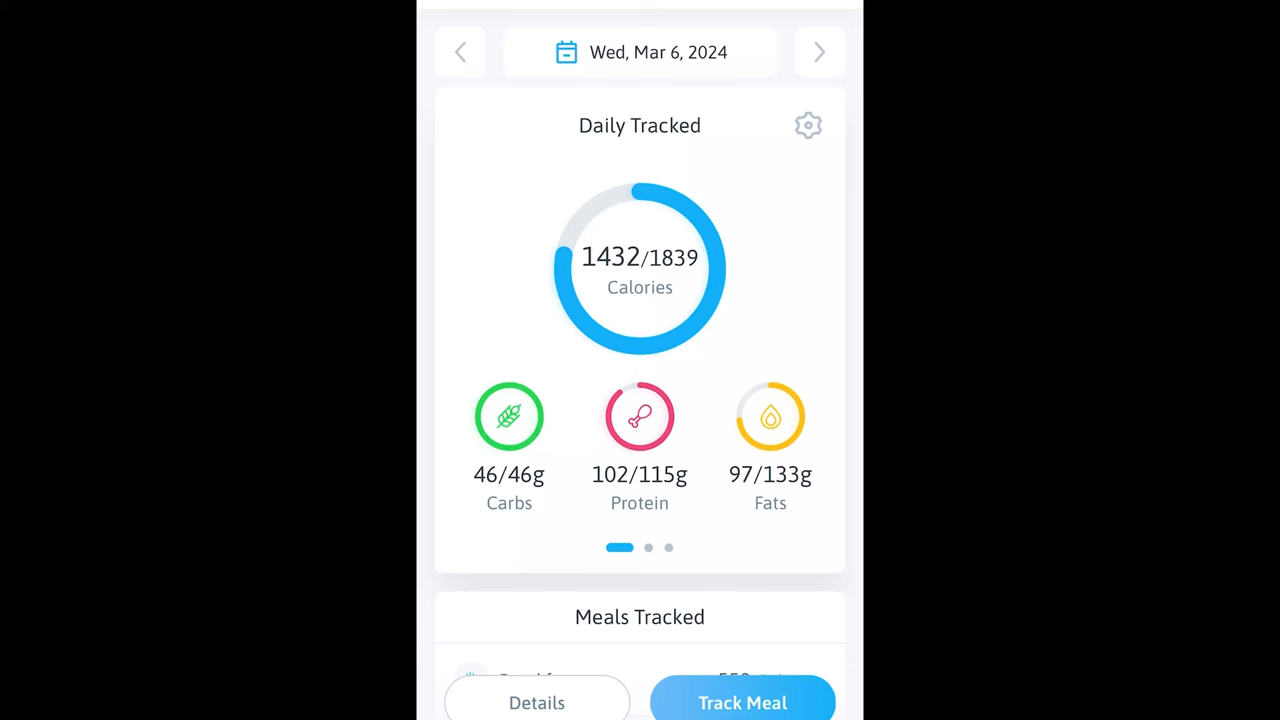 Wed, Mar 6, 2024
Daily Tracked
1432/1839
Calories
46/46g 102/115g 97/133g
Carbs Protein Fats
Meals Tracked
Details Track Meal